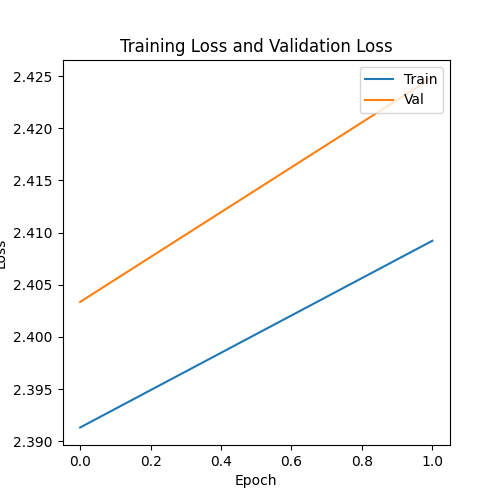 Training Loss and Validation Loss
2.425
2.420
2.415
2.410
2.405
2.400
2.395
2.390
Loss
Train
Val
0.0 0.2 0.4 0.6 0.8 1.0
Epoch